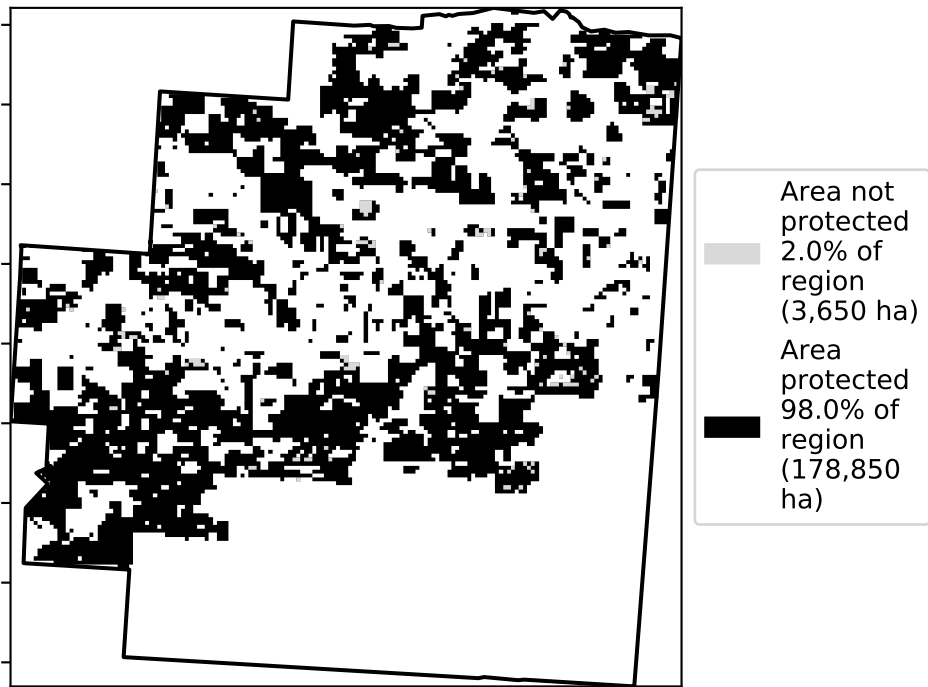 Area not
protected
2.0% of
region
(3,650 ha)
Area
protected
98.0% of
region
(178,850
ha)